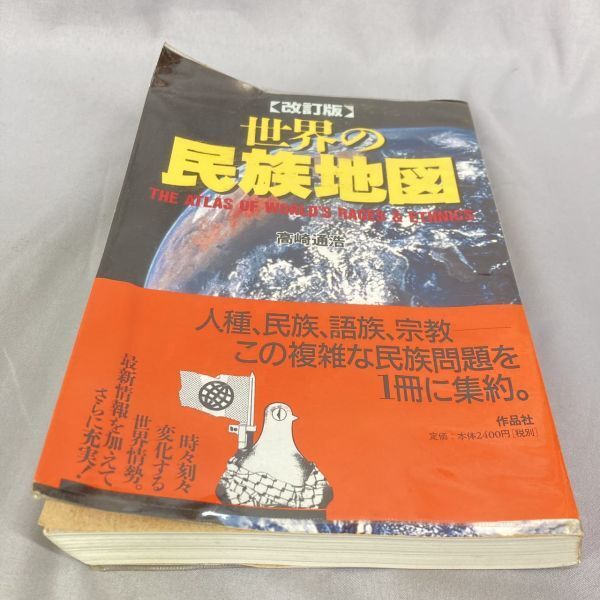 【改訂版】
世界の
民族地図
THE ATLAS OF WORLD'S RACES & ETHNICS
高崎通浩
人種、民族、語族、宗教
この複雑な民族問題を
1冊に集約。
時々刻々
変化する
世界情勢。
最新情報を加えて
さらに充実!
作品社
定価:本体2400円[税別]